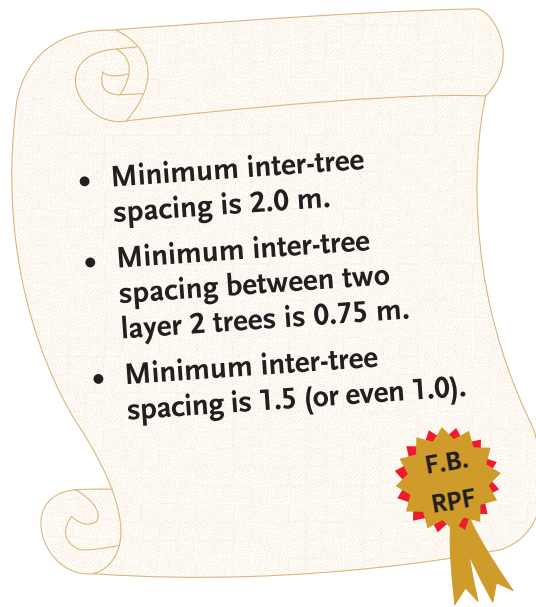 • Minimum inter-tree
spacing is 2.0 m.
• Minimum inter-tree
spacing between two
layer 2 trees is 0.75 m.
• Minimum inter-tree
spacing is 1.5 (or even 1.0).
F.B.
RPF